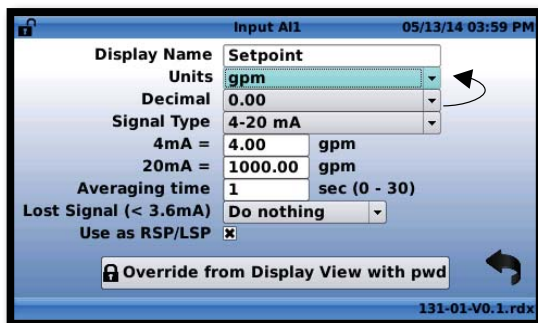 Input AI1 05/13/14 03:59 PM
Display Name Setpoint
Units gpm
Decimal 0.00
Signal Type 4-20 mA
4mA = 4.00 gpm
20mA = 1000.00 gpm
Averaging time 1 sec (0 - 30)
Lost Signal (< 3.6mA) Do nothing
Use as RSP/LSP
Override from Display View with pwd
131-01-V0.1.rdx